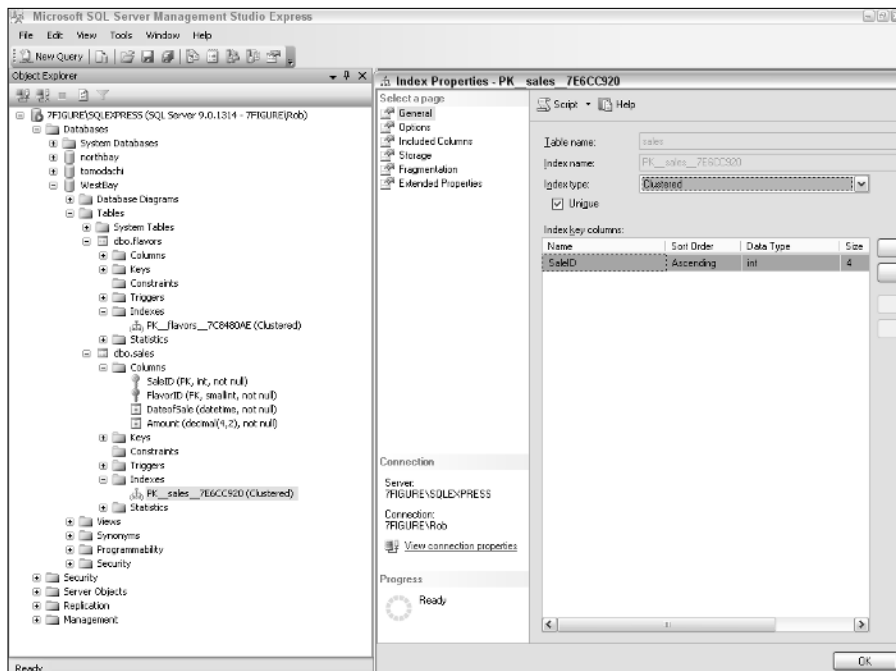 Microsoft SQL Server Management Studio Express
File Edit View Tools Window Help
New Query
Object Explorer
7FIGURE\SQLEXPRESS (SQL Server 9.0.1314 - 7FIGURE\Rob)
Databases
System Databases
northbay
tomodachi
WestBay
Database Diagrams
Tables
System Tables
dbo.flavors
Columns
Keys
Constraints
Triggers
Indexes
PK__flavors__7C8480AE (Clustered)
Statistics
dbo.sales
Columns
SaleID (PK, int, not null)
FlavorID (PK, smallint, not null)
DateofSale (datetime, not null)
Amount (decimal(4,2), not null)
Keys
Constraints
Triggers
Indexes
PK__sales__7E6CC920 (Clustered)
Statistics
Views
Synonyms
Programmability
Security
Security
Server Objects
Replication
Management
Ready
Index Properties - PK__sales__7E6CC920
Select a page
General
Options
Included Columns
Storage
Fragmentation
Extended Properties
Connection
Server:
7FIGURE\SQLEXPRESS
Connection:
7FIGURE\Rob
View connection properties
Progress
Ready
Script Help
Table name: sales
Index name: PK__sales__7E6CC920
Index type: Clustered
Unique
Index key columns:
Name Sort Order Data Type Size
SaleID Ascending int 4
OK